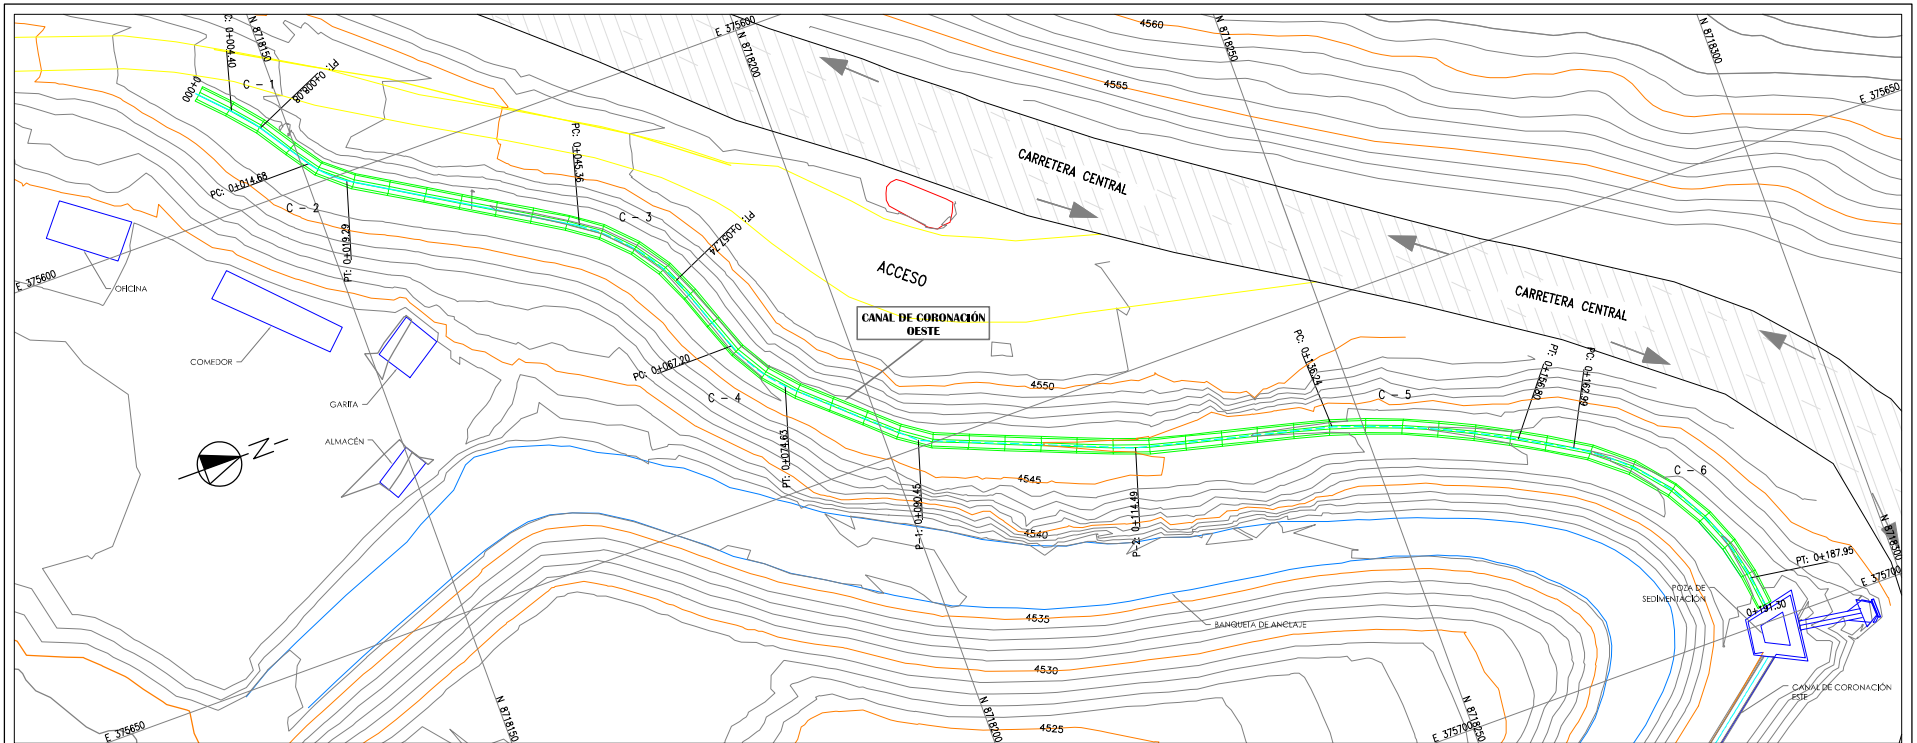 PC: 0+004.40
N 8718150
E 375600
N 8718200
4560
N 8718250
N 8718300
4555
E 375650
0+000
C - 1
PT: 0+008.08
PC: 0+014.68
C - 2
PT: 0+019.29
PC: 0+045.36
C - 3
PT: 0+057.74
CARRETERA CENTRAL
ACCESO
CARRETERA CENTRAL
CANAL DE CORONACIÓN
OESTE
E 375600
OFICINA
COMEDOR
GARITA
ALMACÉN
N
PC: 0+067.20
C - 4
PT: 0+074.63
4550
PC: 0+136.24
C - 5
PT: 0+156.80
PC: 0+162.99
C - 6
P-1: 0+090.45
4545
P-2: 0+114.49
4540
N 8718300
PT: 0+187.95
E 375700
POZA DE
SEDIMENTACIÓN
0+191.30
4535
BANQUETA DE ANCLAJE
4530
CANAL DE CORONACIÓN
ESTE
E 375650
N 8718150
N 8718200
4525
E 375700
N 8718250